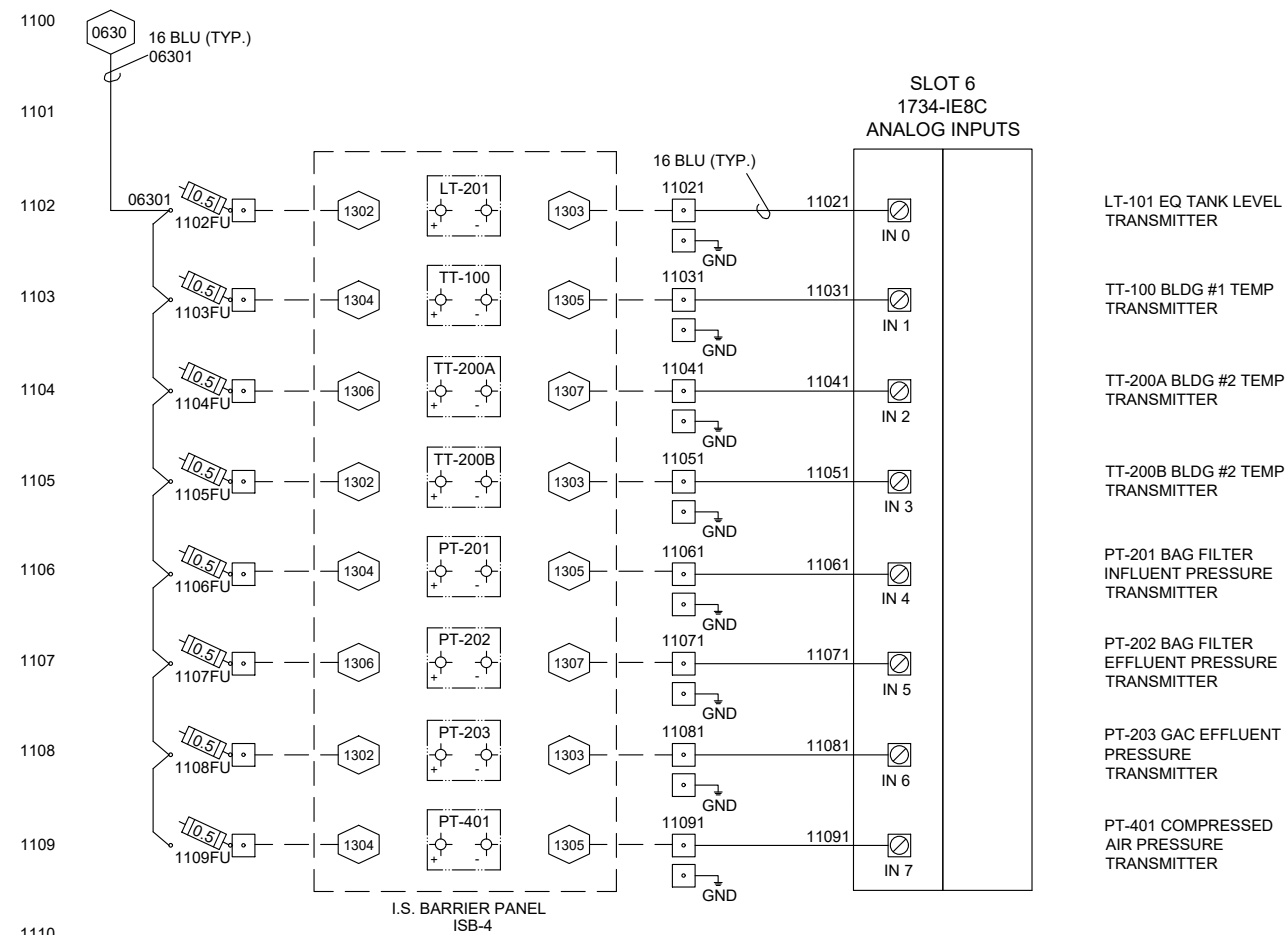 1100
0630
16 BLU (TYP.)
06301
1101
SLOT 6
1734-IE8C
ANALOG INPUTS
16 BLU (TYP.)
1102
06301
0.5
1102FU
1302
LT-201
+ -
1303
11021
GND
11021
IN 0
LT-101 EQ TANK LEVEL
TRANSMITTER
1103
0.5
1103FU
1304
TT-100
+ -
1305
11031
GND
11031
IN 1
TT-100 BLDG #1 TEMP
TRANSMITTER
1104
0.5
1104FU
1306
TT-200A
+ -
1307
11041
GND
11041
IN 2
TT-200A BLDG #2 TEMP
TRANSMITTER
1105
0.5
1105FU
1302
TT-200B
+ -
1303
11051
GND
11051
IN 3
TT-200B BLDG #2 TEMP
TRANSMITTER
1106
0.5
1106FU
1304
PT-201
+ -
1305
11061
GND
11061
IN 4
PT-201 BAG FILTER
INFLUENT PRESSURE
TRANSMITTER
1107
0.5
1107FU
1306
PT-202
+ -
1307
11071
GND
11071
IN 5
PT-202 BAG FILTER
EFFLUENT PRESSURE
TRANSMITTER
1108
0.5
1108FU
1302
PT-203
+ -
1303
11081
GND
11081
IN 6
PT-203 GAC EFFLUENT
PRESSURE
TRANSMITTER
1109
0.5
1109FU
1304
PT-401
+ -
1305
11091
GND
11091
IN 7
PT-401 COMPRESSED
AIR PRESSURE
TRANSMITTER
I.S. BARRIER PANEL
ISB-4
1110